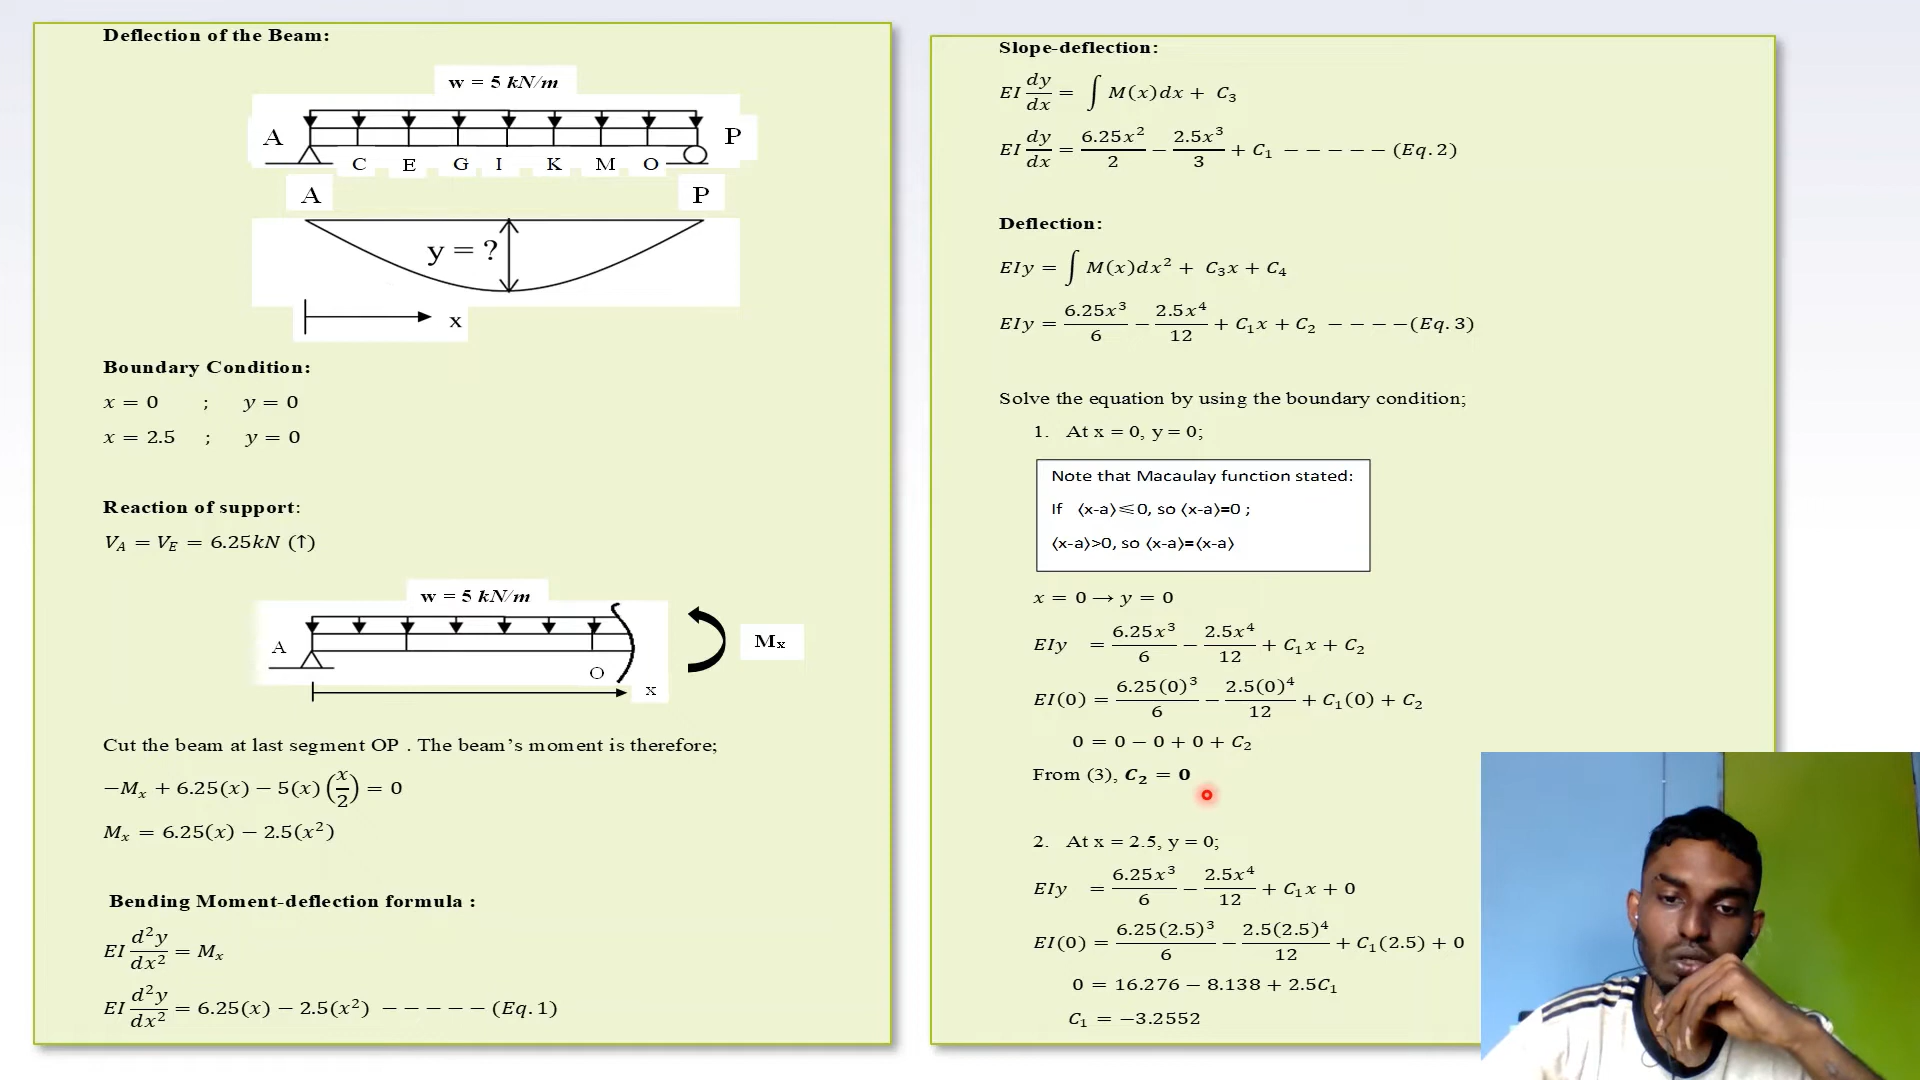 Deflection of the Beam:
w = 5 kN/m
A P
C E G I K M O
A P
y = ?
x
Boundary Condition:
x = 0 ; y = 0
x = 2.5 ; y = 0
Reaction of support:
V_A = V_E = 6.25kN (↑)
w = 5 kN/m
A
M_x
O
x
Cut the beam at last segment OP . The beam's moment is therefore;
−M_x + 6.25(x) − 5(x)(x/2) = 0
M_x = 6.25(x) − 2.5(x²)
Bending Moment-deflection formula :
EI d²y/dx² = M_x
EI d²y/dx² = 6.25(x) − 2.5(x²) − − − − − (Eq. 1)
Slope-deflection:
EI dy/dx = ∫ M(x)dx + C₃
EI dy/dx = 6.25x²/2 − 2.5x³/3 + C₁ − − − − − (Eq. 2)
Deflection:
EIy = ∫ M(x)dx² + C₃x + C₄
EIy = 6.25x³/6 − 2.5x⁴/12 + C₁x + C₂ − − − −(Eq. 3)
Solve the equation by using the boundary condition;
1. At x = 0, y = 0;
Note that Macaulay function stated:
If ⟨x-a⟩⩽0, so ⟨x-a⟩=0 ;
⟨x-a⟩>0, so ⟨x-a⟩=⟨x-a⟩
x = 0 → y = 0
EIy = 6.25x³/6 − 2.5x⁴/12 + C₁x + C₂
EI(0) = 6.25(0)³/6 − 2.5(0)⁴/12 + C₁(0) + C₂
0 = 0 − 0 + 0 + C₂
From (3), C₂ = 0
2. At x = 2.5, y = 0;
EIy = 6.25x³/6 − 2.5x⁴/12 + C₁x + 0
EI(0) = 6.25(2.5)³/6 − 2.5(2.5)⁴/12 + C₁(2.5) + 0
0 = 16.276 − 8.138 + 2.5C₁
C₁ = −3.2552